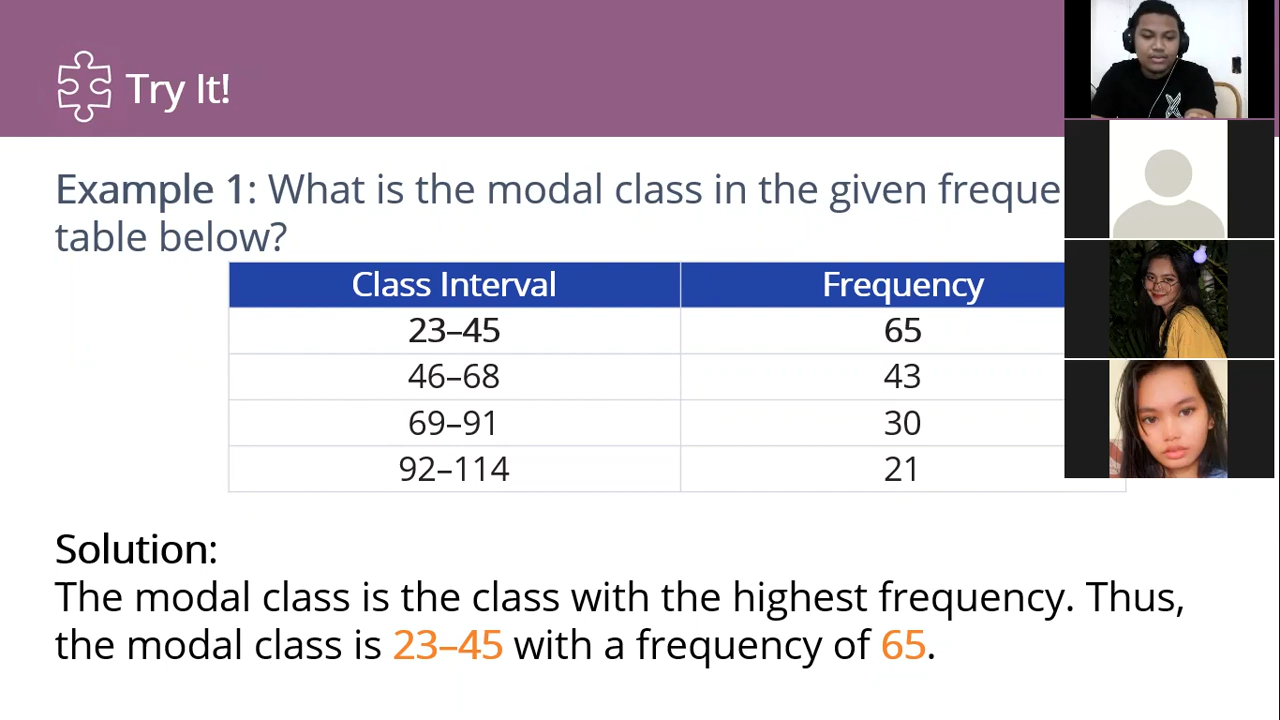 Try It!
Example 1: What is the modal class in the given freque
table below?
Class Interval Frequency
23–45 65
46–68 43
69–91 30
92–114 21
Solution:
The modal class is the class with the highest frequency. Thus,
the modal class is 23–45 with a frequency of 65.